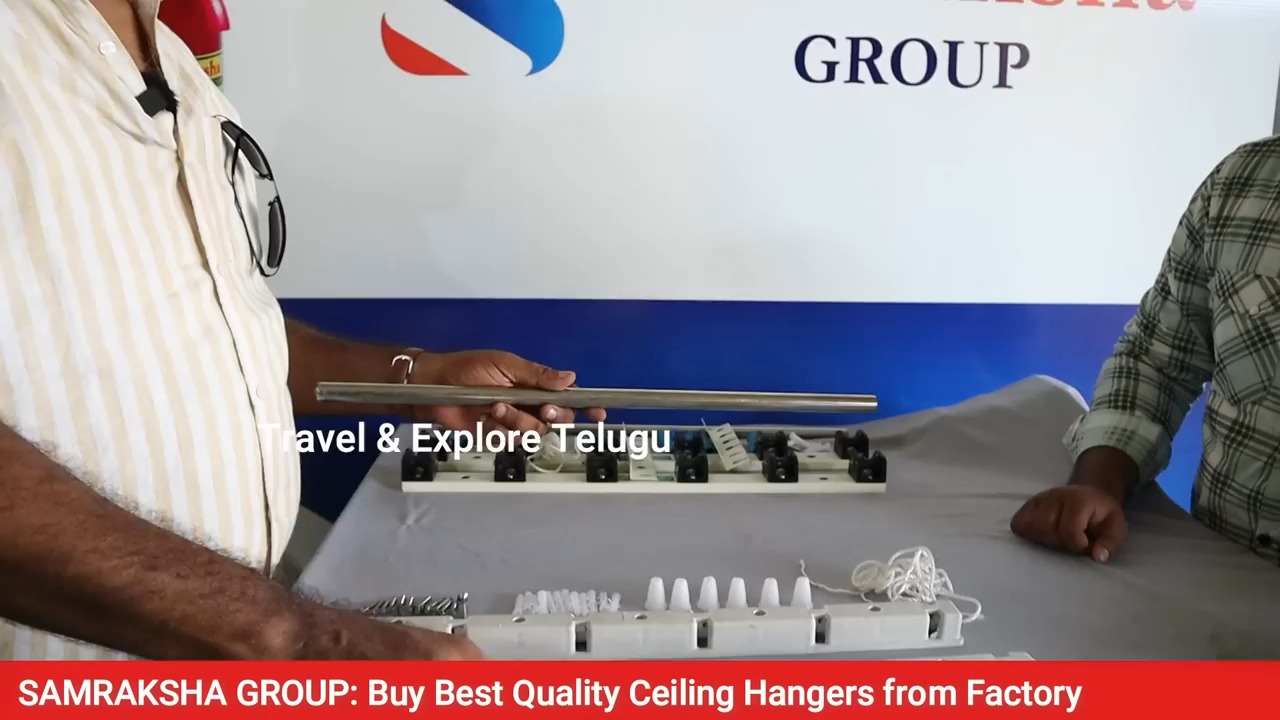 GROUP
Travel & Explore Telugu
SAMRAKSHA GROUP: Buy Best Quality Ceiling Hangers from Factory